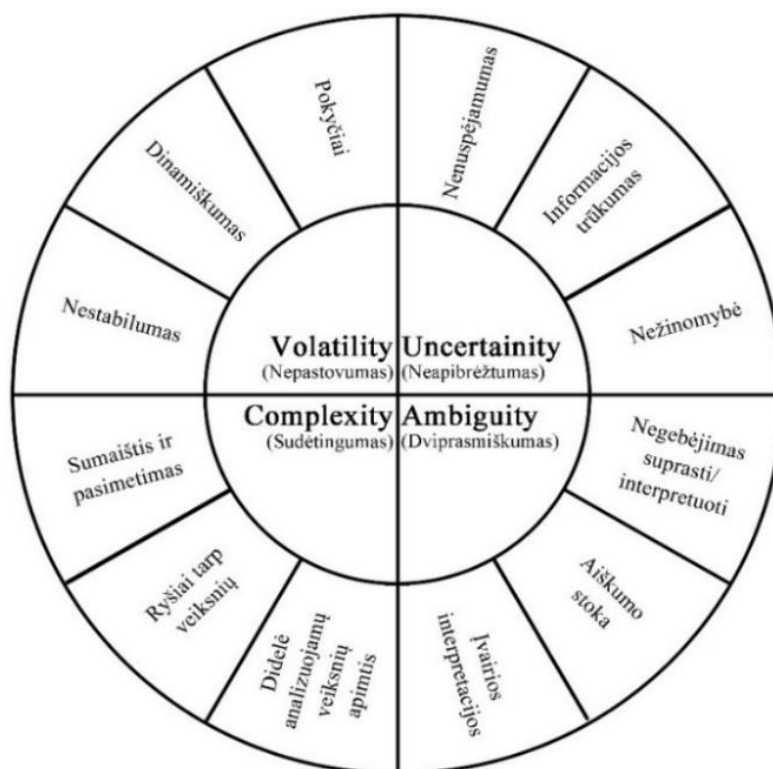 Pokyčiai
Nenuspėjamumas
Dinamiškumas
Informacijos
trūkumas
Nestabilumas
Nežinomybė
Volatility
(Nepastovumas)
Uncertainity
(Neapibrėžtumas)
Complexity
(Sudėtingumas)
Ambiguity
(Dviprasmiškumas)
Sumaištis ir
pasimetimas
Negebėjimas
suprasti/
interpretuoti
Ryšiai tarp
veiksnių
Aiškumo
stoka
Didelė
analizuojamų
veiksnių
apimtis
Įvairios
interpretacijos